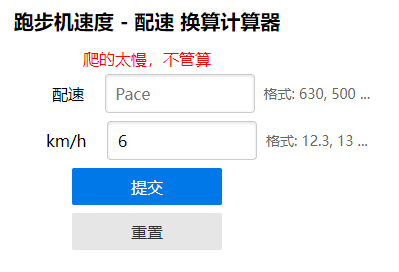 跑步机速度 - 配速 换算计算器
爬的太慢，不管算
配速 Pace 格式: 630, 500 ...
km/h 6 格式: 12.3, 13 ...
提交
重置